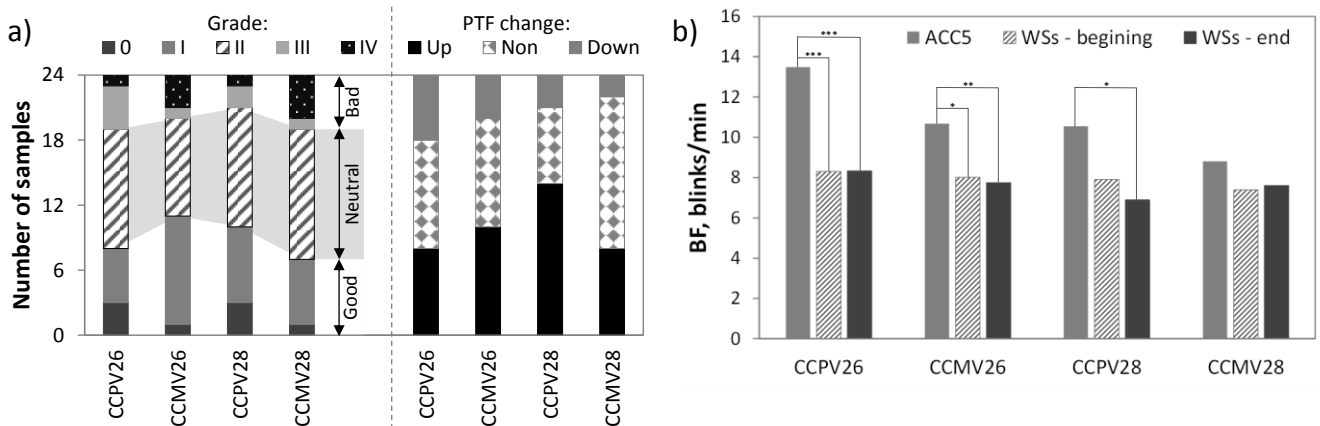 a)
Grade:
PTF change:
0 I II III IV
Up Non Down
Number of samples
24
18
12
6
0
Bad
Neutral
Good
CCPV26
CCMV26
CCPV28
CCMV28
CCPV26
CCMV26
CCPV28
CCMV28
b)
ACC5 WSs - begining WSs - end
BF, blinks/min
16
14
12
10
8
6
4
2
0
***
***
**
*
*
CCPV26 CCMV26 CCPV28 CCMV28